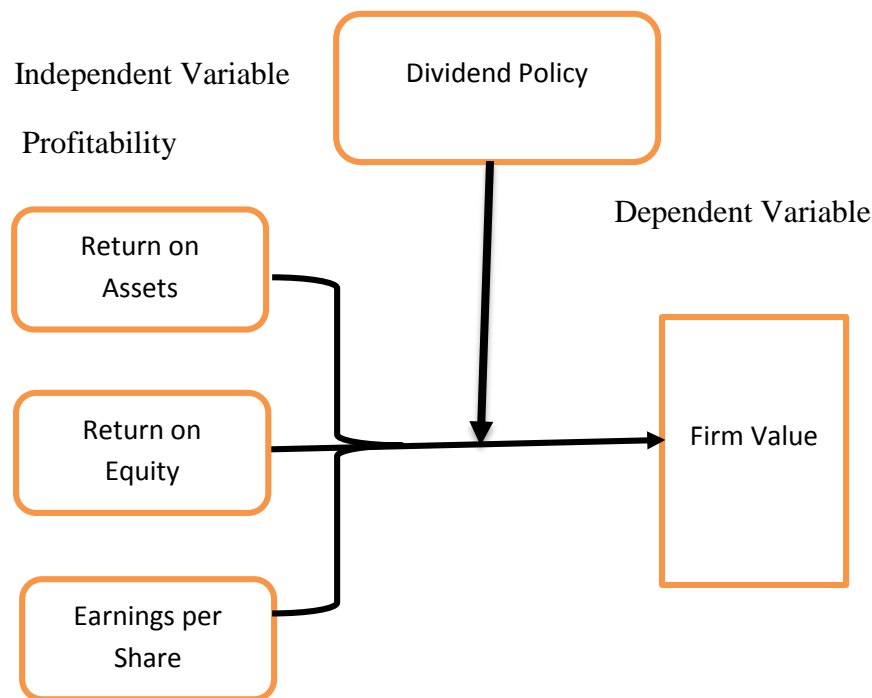 Dividend Policy
Independent Variable
Profitability
Dependent Variable
Return on
Assets
Return on
Equity
Firm Value
Earnings per
Share